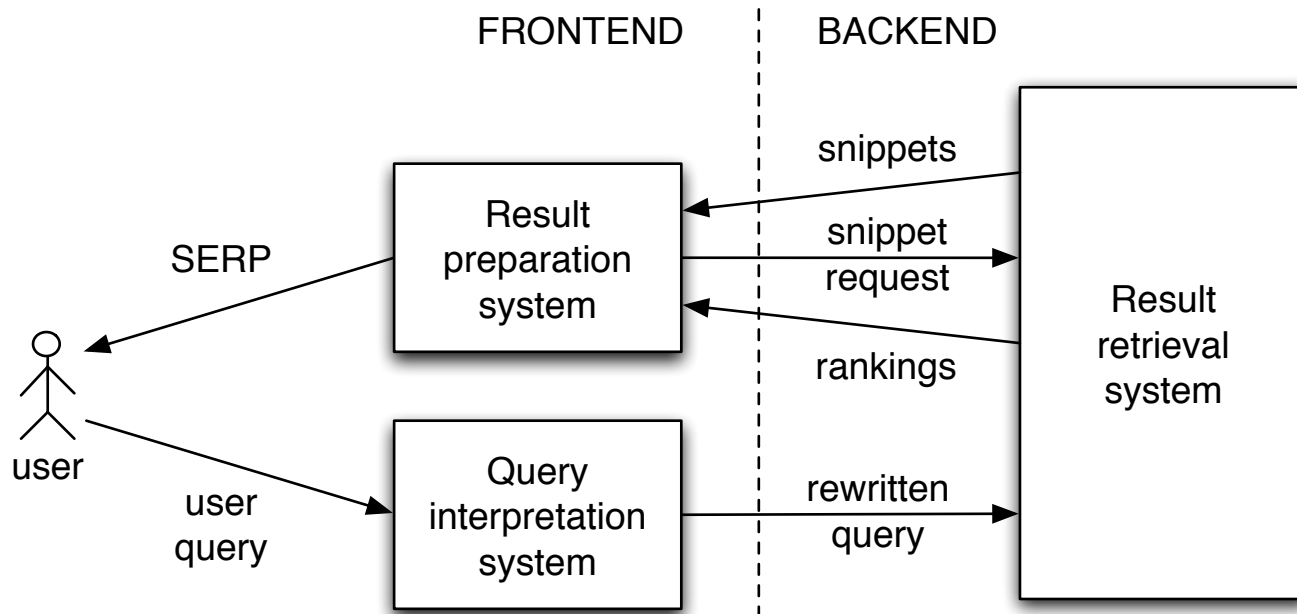 FRONTEND
BACKEND
snippets
Result
preparation
system
snippet
request
SERP
rankings
Result
retrieval
system
user
user
query
Query
interpretation
system
rewritten
query